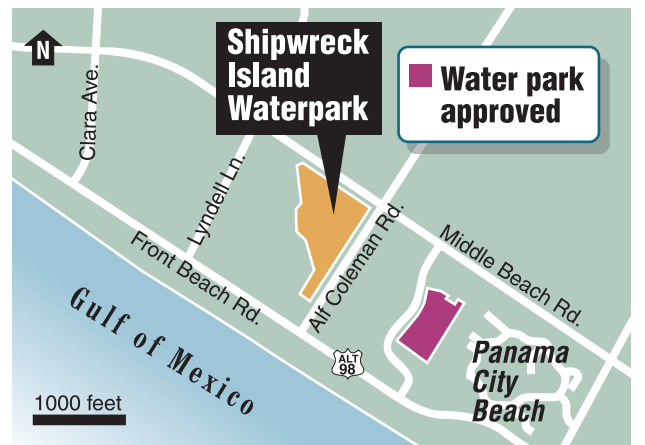 N
Shipwreck
Island
Waterpark
Water park
approved
Clara Ave.
Lyndell Ln.
Front Beach Rd.
Alf Coleman Rd.
Middle Beach Rd.
Gulf of Mexico
ALT
98
Panama
City
Beach
1000 feet